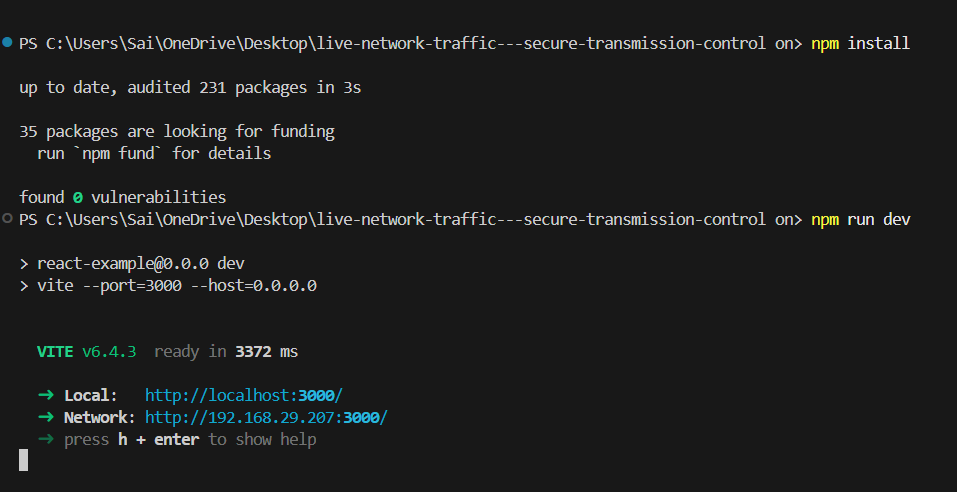 PS C:\Users\Sai\OneDrive\Desktop\live-network-traffic---secure-transmission-control on> npm install
up to date, audited 231 packages in 3s
35 packages are looking for funding
  run `npm fund` for details
found 0 vulnerabilities
PS C:\Users\Sai\OneDrive\Desktop\live-network-traffic---secure-transmission-control on> npm run dev
> react-example@0.0.0 dev
> vite --port=3000 --host=0.0.0.0
VITE v6.4.3  ready in 3372 ms
➜ Local:   http://localhost:3000/
➜ Network: http://192.168.29.207:3000/
➜ press h + enter to show help